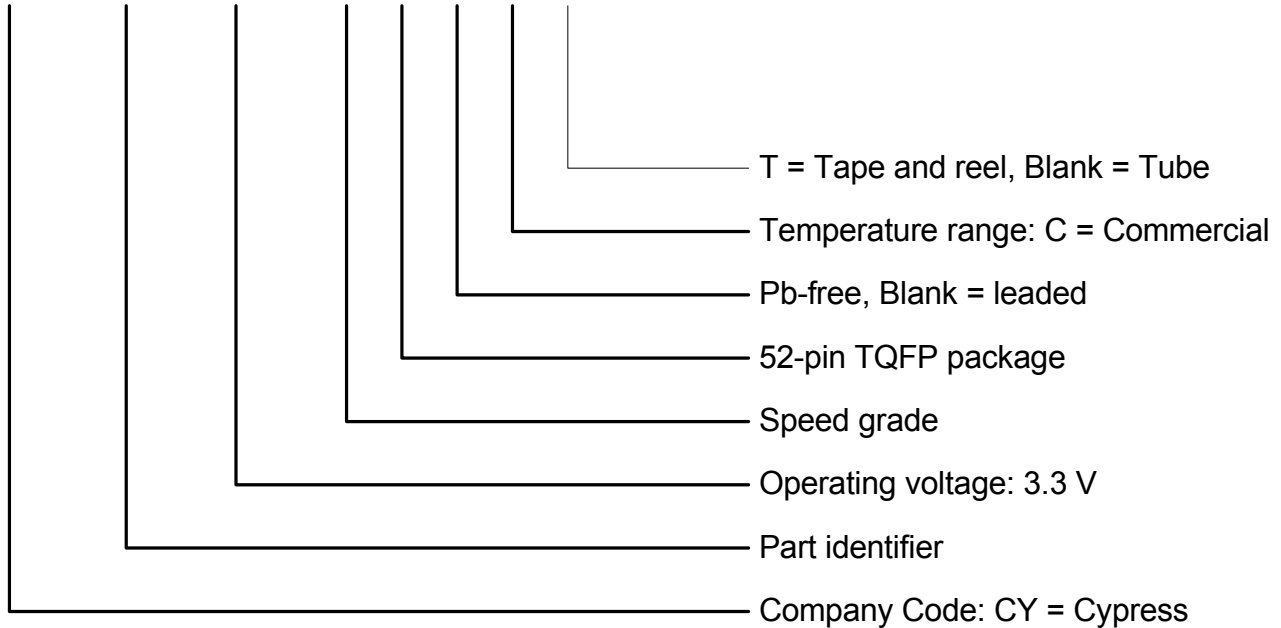 T = Tape and reel, Blank = Tube
Temperature range: C = Commercial
Pb-free, Blank = leaded
52-pin TQFP package
Speed grade
Operating voltage: 3.3 V
Part identifier
Company Code: CY = Cypress